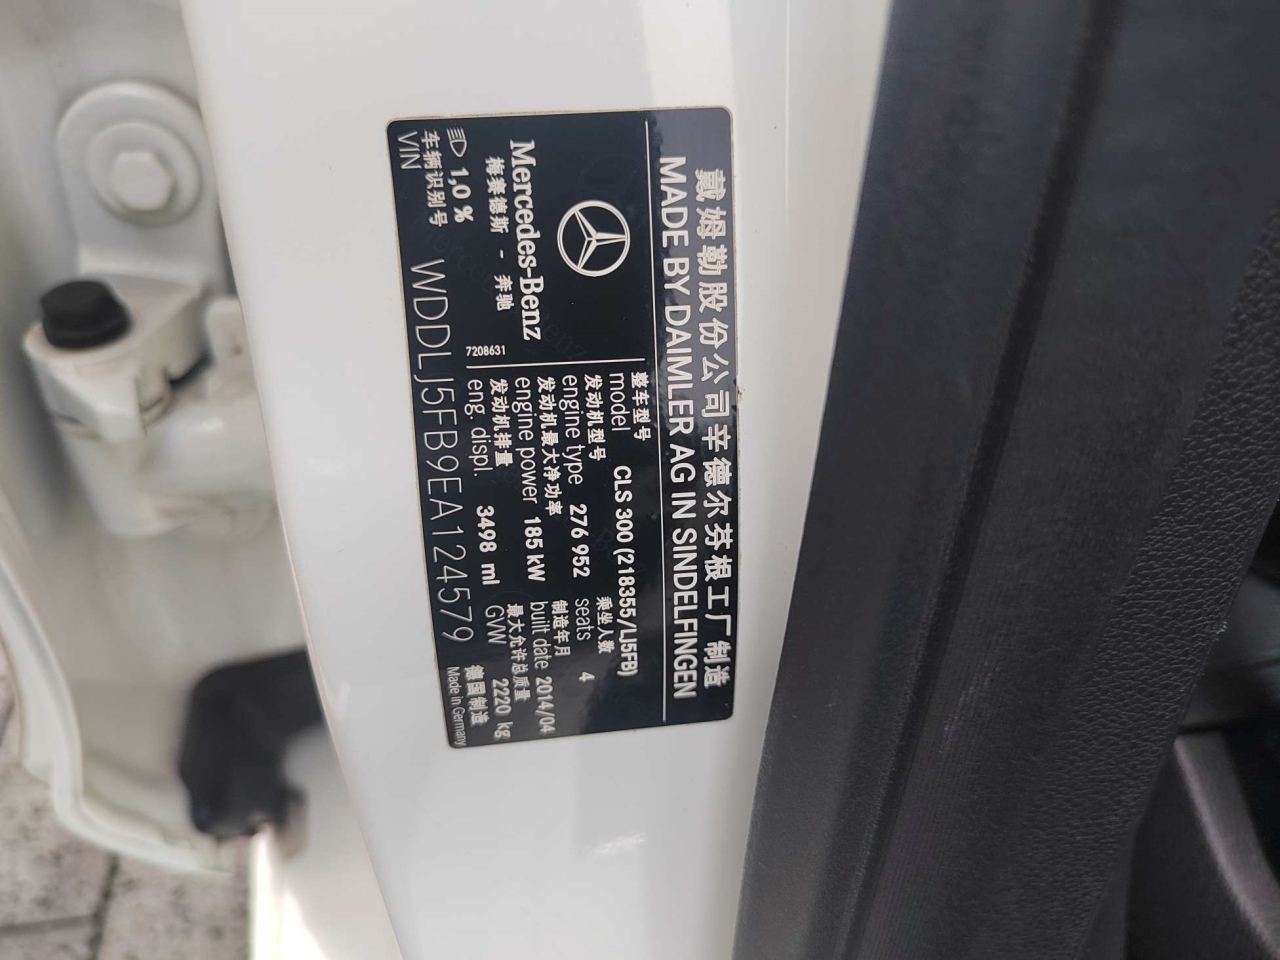 戴姆勒股份公司辛德尔芬根工厂制造
MADE BY DAIMLER AG IN SINDELFINGEN
Mercedes-Benz
梅赛德斯 - 奔驰
整车型号
model CLS 300 (218355/LJ5FB)
发动机型号 乘坐人数
engine type 276 952 seats 4
发动机最大净功率 制造年月
engine power 185 kW built date 2014/04
发动机排量 最大允许总质量
eng. displ. 3498 ml GVW 2220 kg
7208631
1,0 %
车辆识别号
VIN WDDLJ5FB9EA124579
德国制造
Made in Germany